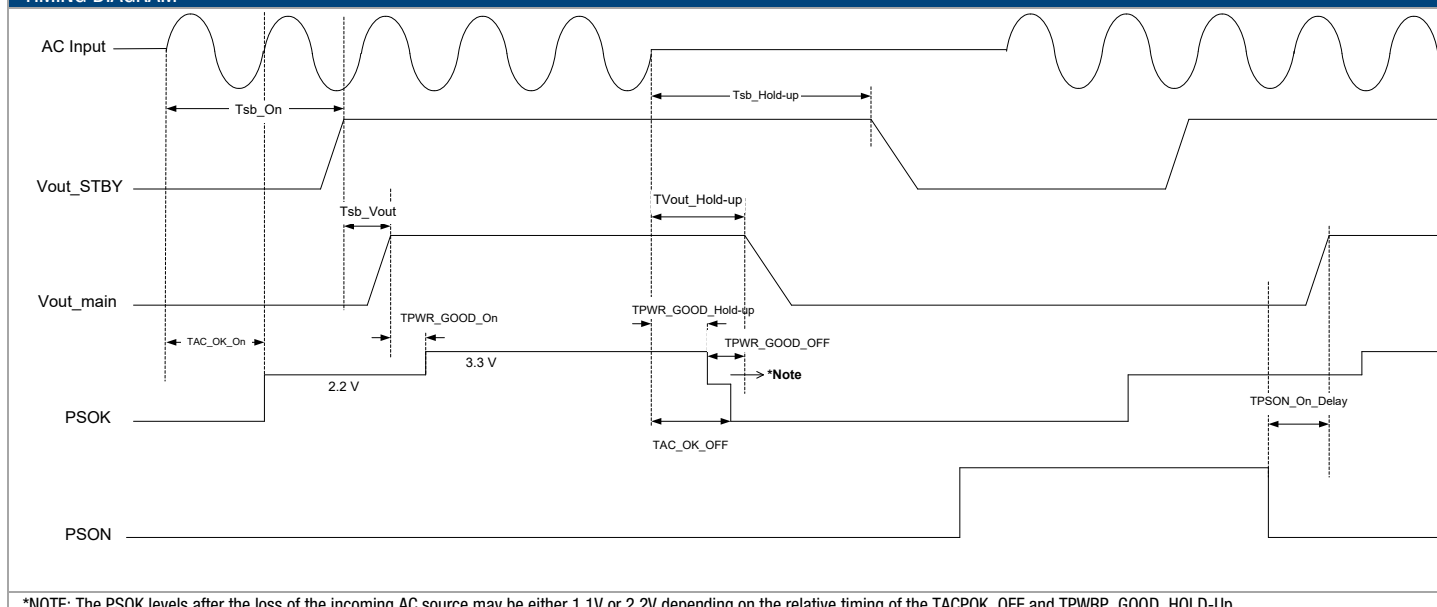 TIMING DIAGRAM
AC Input
Tsb_On
Tsb_Hold-up
Vout_STBY
Tsb_Vout
TVout_Hold-up
Vout_main
TPWR_GOOD_On
TPWR_GOOD_Hold-up
TPWR_GOOD_OFF
TAC_OK_On
3.3 V
2.2 V
*Note
PSOK
TPSON_On_Delay
TAC_OK_OFF
PSON
*NOTE: The PSOK levels after the loss of the incoming AC source may be either 1.1V or 2.2V depending on the relative timing of the TACPOK_OFF and TPWRP_GOOD_HOLD-Up